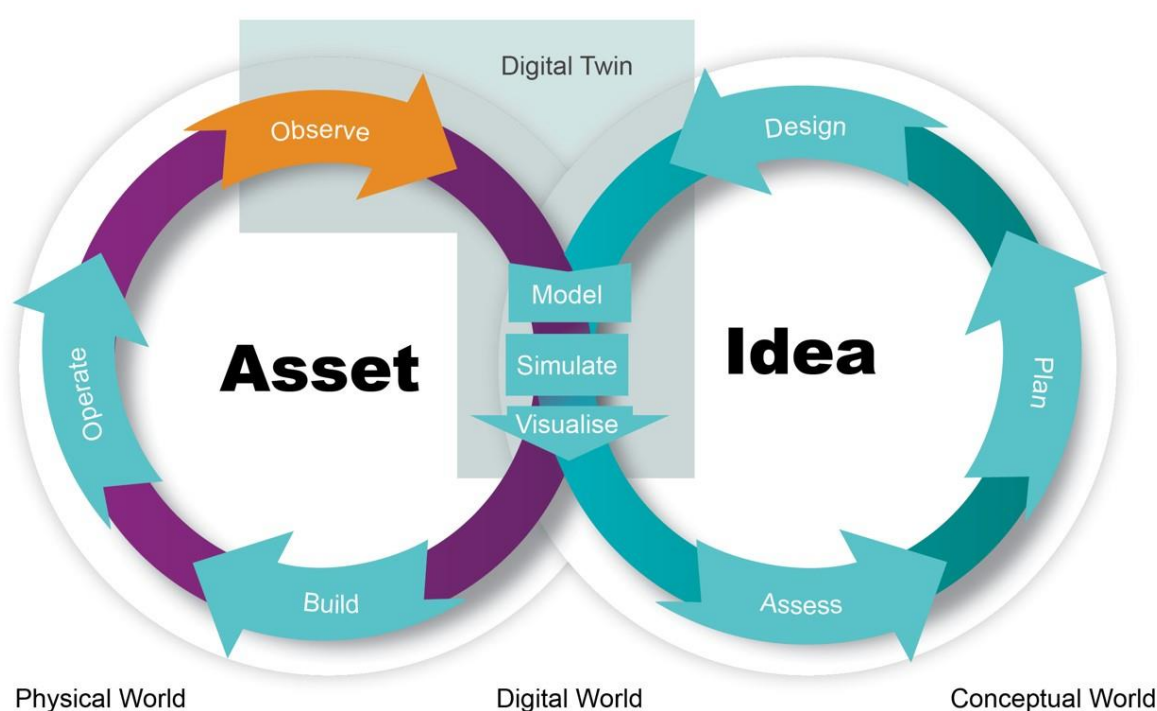 Digital Twin
Observe
Design
Model
Simulate
Visualise
Asset
Idea
Operate
Plan
Build
Assess
Physical World
Digital World
Conceptual World